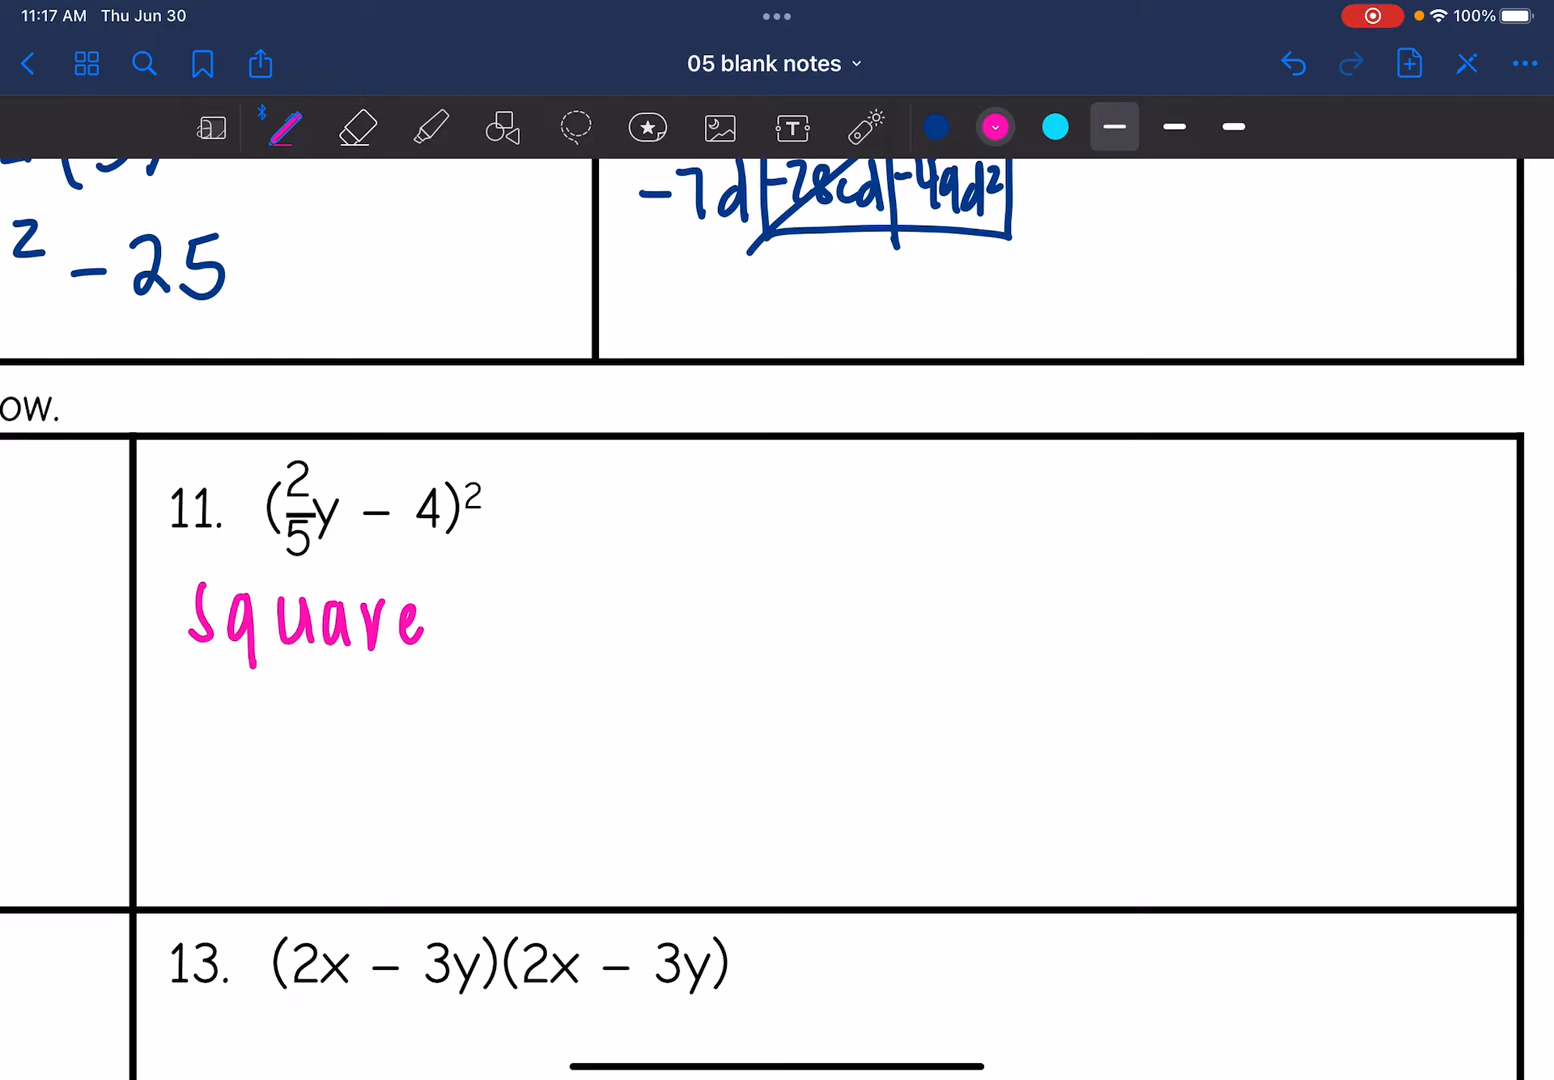 11:17 AM Thu Jun 30
100%
05 blank notes
T
-7d -28cd -49d²
² - 25
ow.
11. (2/5y - 4)²
square
13. (2x - 3y)(2x - 3y)